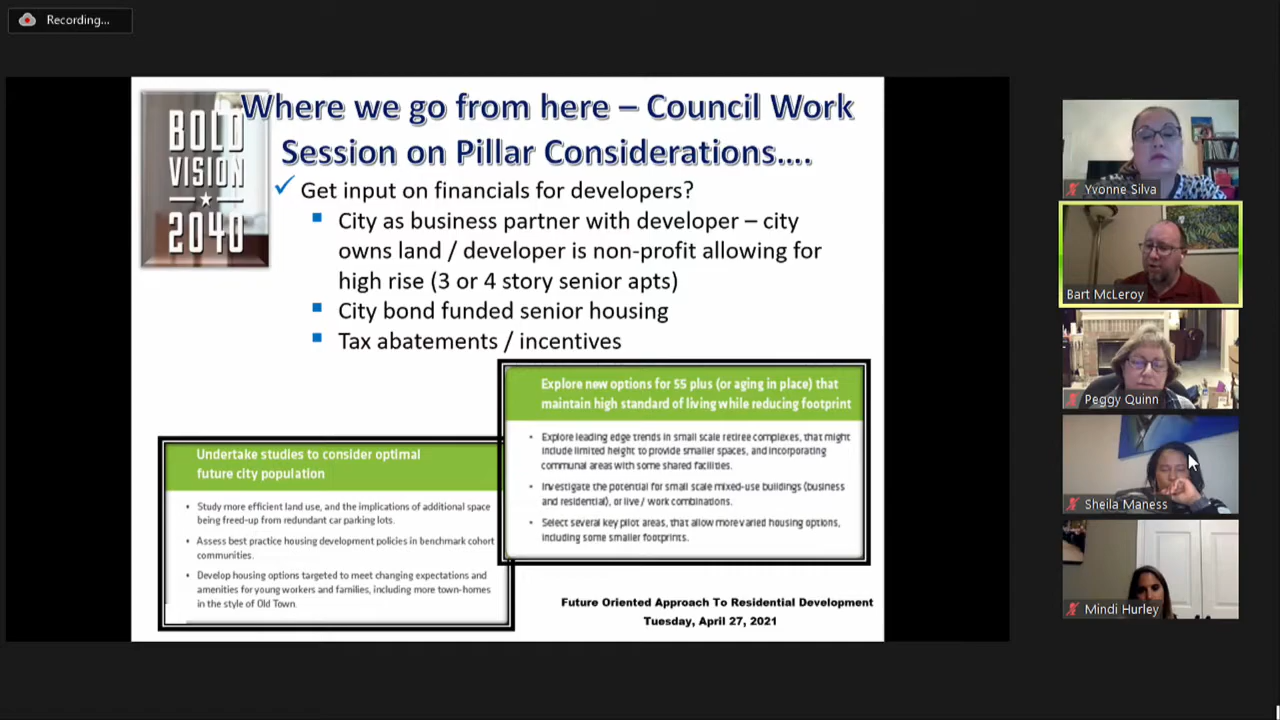 Recording...
BOLD
VISION
2040
Where we go from here – Council Work
Session on Pillar Considerations....
Get input on financials for developers?
City as business partner with developer – city
owns land / developer is non-profit allowing for
high rise (3 or 4 story senior apts)
City bond funded senior housing
Tax abatements / incentives
Explore new options for 55 plus (or aging in place) that
maintain high standard of living while reducing footprint
• Explore leading edge trends in small scale retiree complexes, that might
include limited height to provide smaller spaces, and incorporating
communal areas with some shared facilities.
• Investigate the potential for small scale mixed-use buildings (business
and residential), or live / work combinations.
• Select several key pilot areas, that allow more varied housing options,
including some smaller footprints.
Undertake studies to consider optimal
future city population
• Study more efficient land use, and the implications of additional space
being freed-up from redundant car parking lots.
• Assess best practice housing development policies in benchmark cohort
communities.
• Develop housing options targeted to meet changing expectations and
amenities for young workers and families, including more town-homes
in the style of Old Town.
Future Oriented Approach To Residential Development
Tuesday, April 27, 2021
Yvonne Silva
Bart McLeroy
Peggy Quinn
Sheila Maness
Mindi Hurley